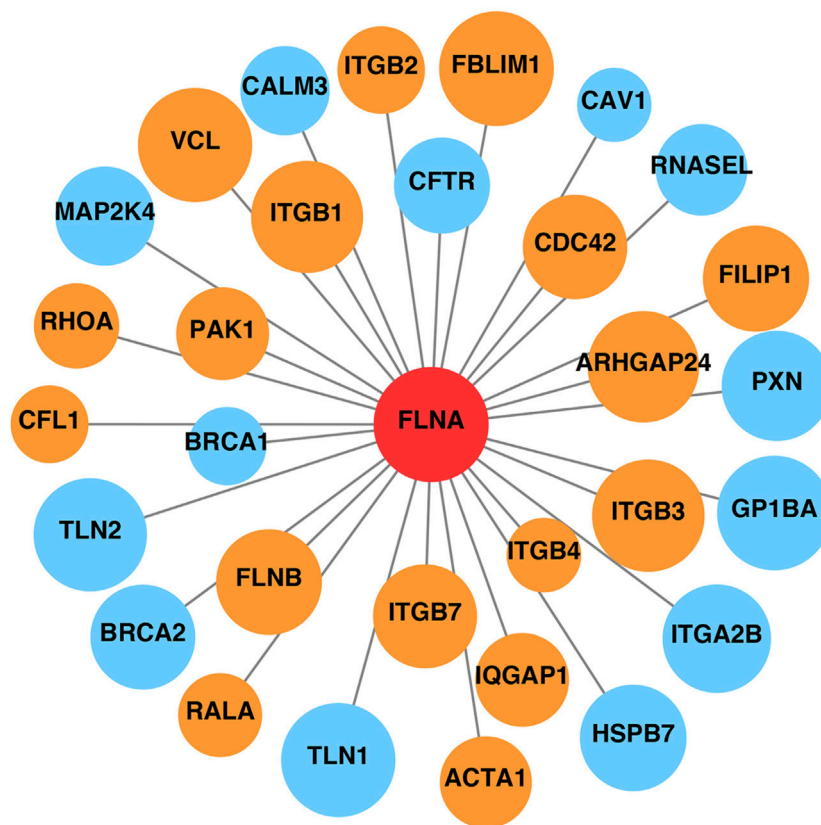 ITGB2
FBLIM1
CALM3
CAV1
VCL
CFTR
RNASEL
MAP2K4
ITGB1
CDC42
FILIP1
RHOA
PAK1
ARHGAP24
PXN
CFL1
FLNA
BRCA1
GP1BA
ITGB3
TLN2
ITGB4
FLNB
ITGB7
BRCA2
ITGA2B
IQGAP1
RALA
HSPB7
TLN1
ACTA1